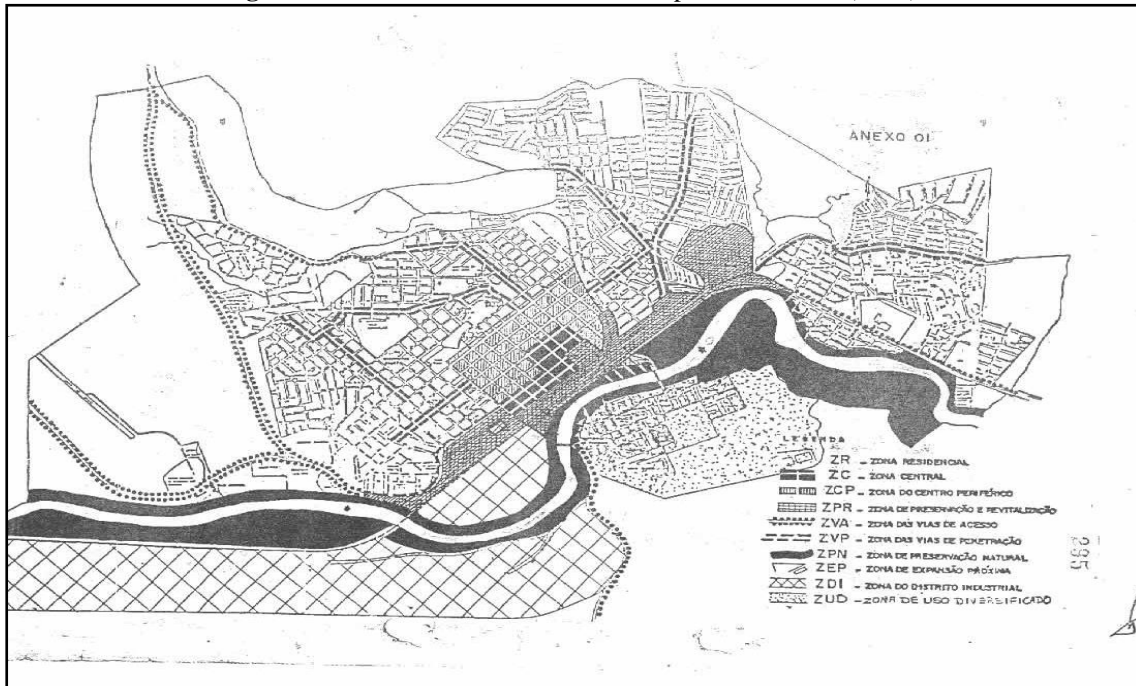 ANEXO 01
LEGENDA
ZR - ZONA RESIDENCIAL
ZC - ZONA CENTRAL
ZCP - ZONA DO CENTRO PERIFÉRICO
ZPR - ZONA DE PRESERVAÇÃO E REVITALIZAÇÃO
ZVA - ZONA DAS VIAS DE ACESSO
ZVP - ZONA DAS VIAS DE PENETRAÇÃO
ZPN - ZONA DE PRESERVAÇÃO NATURAL
ZEP - ZONA DE EXPANSÃO PRÓXIMA
ZDI - ZONA DO DISTRITO INDUSTRIAL
ZUD - ZONA DE USO DIVERSIFICADO
295